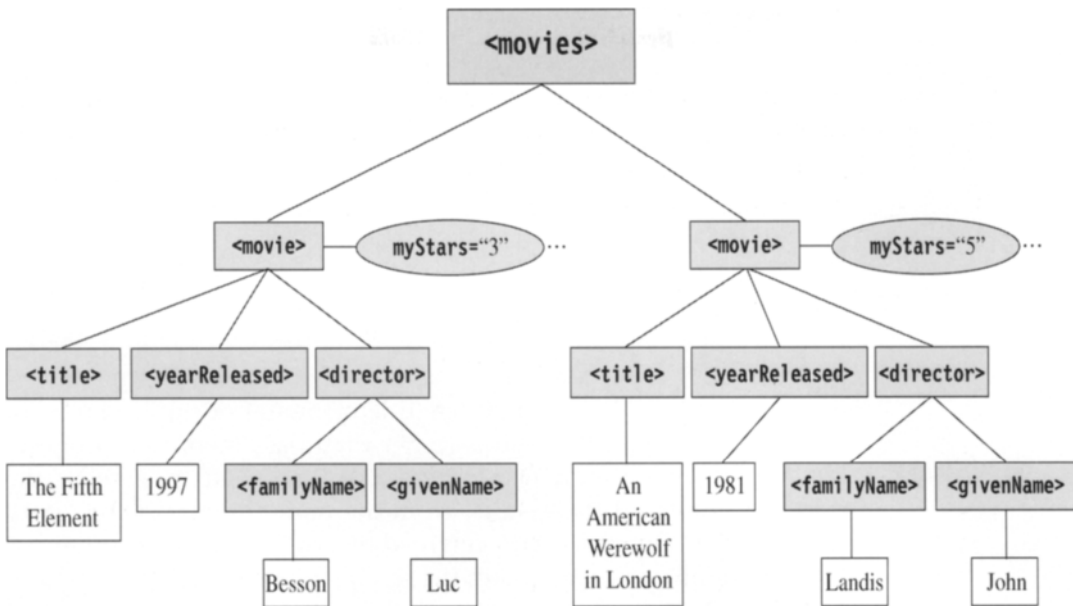 <movies>
<movie>
myStars="3"
...
<movie>
myStars="5"
...
<title>
<yearReleased>
<director>
<title>
<yearReleased>
<director>
The Fifth
Element
1997
<familyName>
<givenName>
An
American
Werewolf
in London
1981
<familyName>
<givenName>
Besson
Luc
Landis
John